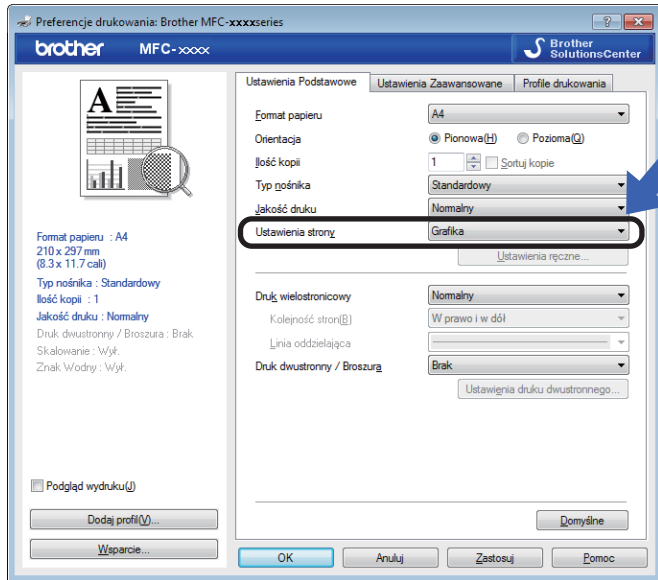 Preferencje drukowania: Brother MFC-xxxxseries
brother MFC-xxxx
Brother
SolutionsCenter
Format papieru : A4
210 x 297 mm
(8.3 x 11.7 cali)
Typ nośnika : Standardowy
Ilość kopii : 1
Jakość druku : Normalny
Druk dwustronny / Broszura : Brak
Skalowanie : Wył.
Znak Wodny : Wył.
Podgląd wydruku(J)
Dodaj profil(V)...
Wsparcie...
Ustawienia Podstawowe Ustawienia Zaawansowane Profile drukowania
Format papieru A4
Orientacja Pionowa(H) Pozioma(Q)
Ilość kopii 1 Sortuj kopie
Typ nośnika Standardowy
Jakość druku Normalny
Ustawienia strony Grafika
Ustawienia ręczne...
Druk wielostronicowy Normalny
Kolejność stron(B) W prawo i w dół
Linia oddzielająca
Druk dwustronny / Broszura Brak
Ustawienia druku dwustronnego...
Domyślne
OK Anuluj Zastosuj Pomoc